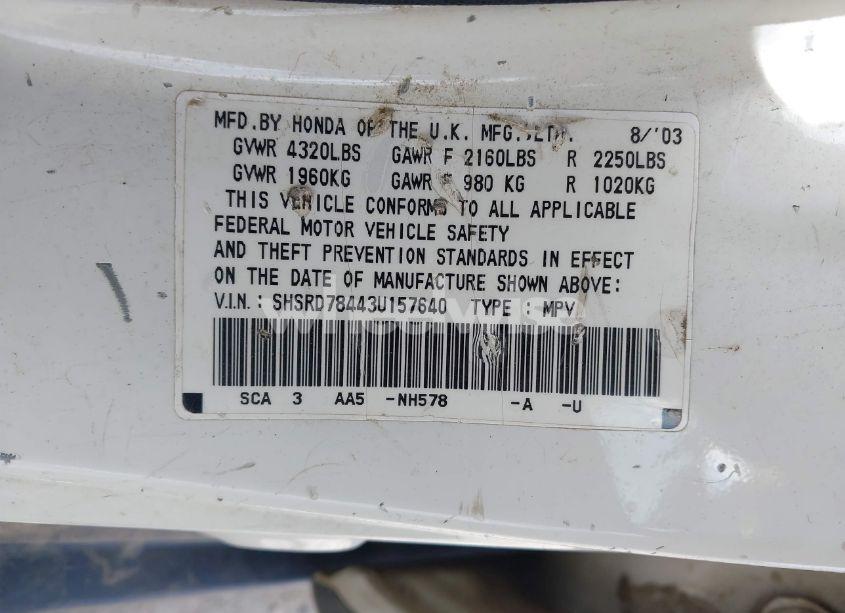 MFD.BY HONDA OF THE U.K. MFG.,LTD. 8/'03
GVWR 4320LBS GAWR F 2160LBS R 2250LBS
GVWR 1960KG GAWR F 980 KG R 1020KG
THIS VEHICLE CONFORMS TO ALL APPLICABLE
FEDERAL MOTOR VEHICLE SAFETY
AND THEFT PREVENTION STANDARDS IN EFFECT
ON THE DATE OF MANUFACTURE SHOWN ABOVE:
V.I.N.: SHSRD78443U157640 TYPE : MPV
SCA 3 AA5 -NH578 -A -U